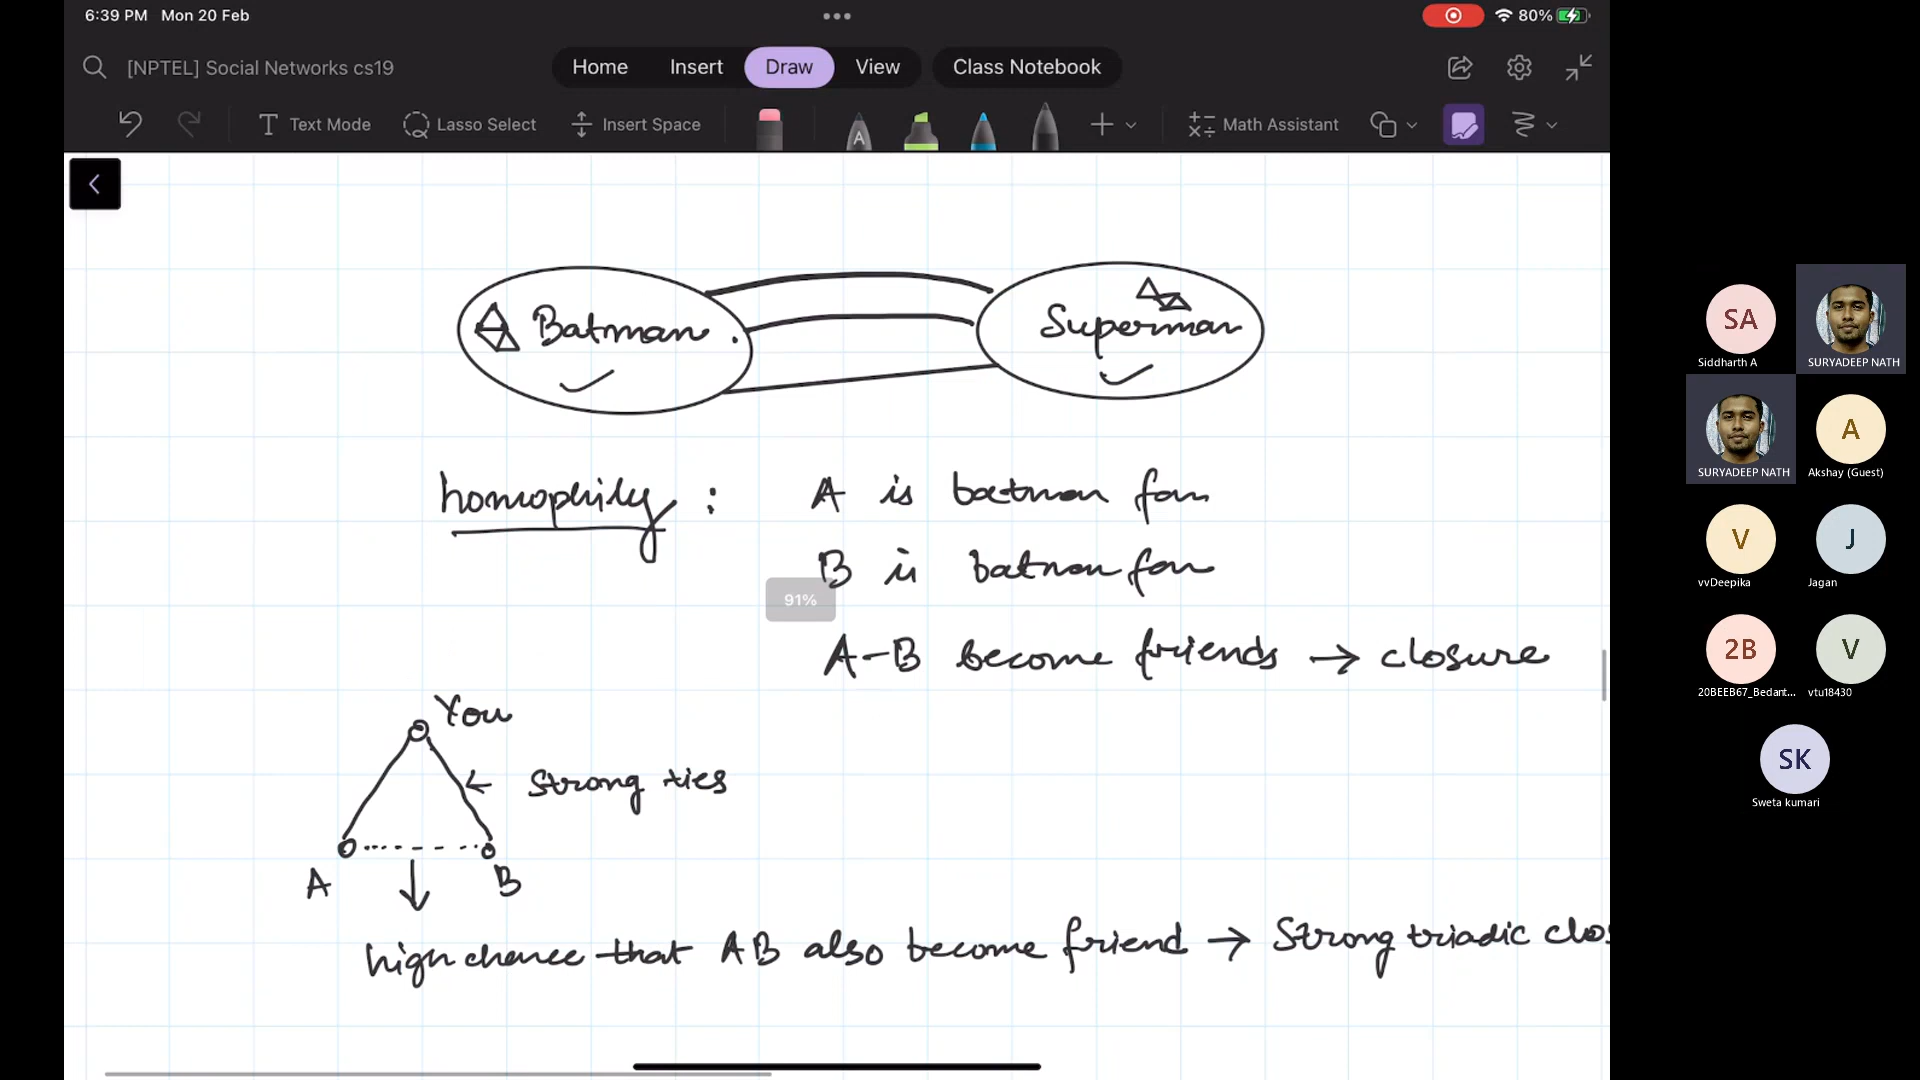 6:39 PM Mon 20 Feb
80%
[NPTEL] Social Networks cs19
Home Insert Draw View Class Notebook
Text Mode Lasso Select Insert Space A Math Assistant
Batman. Superman
homophily : A is batman fan
B is batman fan
91%
A-B become friends → closure
You
Strong ties
A B
high chance that AB also become friend → Strong triadic clos
SA
Siddharth A
SURYADEEP NATH
SURYADEEP NATH
A
Akshay (Guest)
V
vvDeepika
J
Jagan
2B
20BEEB67_Bedant...
V
vtu18430
SK
Sweta kumari